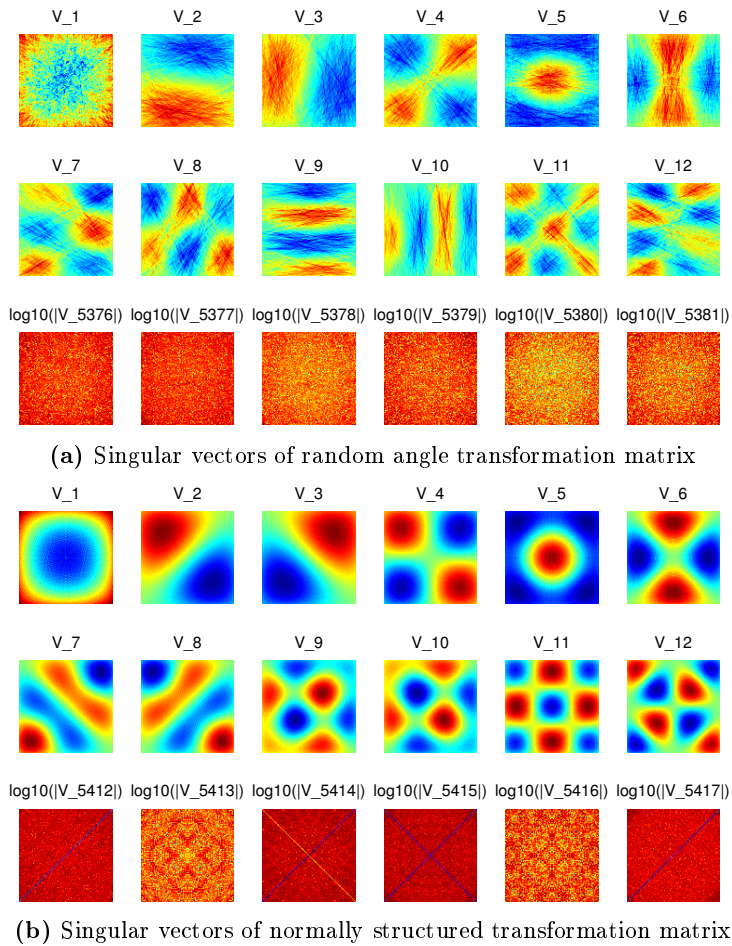 V_1 V_2 V_3 V_4 V_5 V_6
V_7 V_8 V_9 V_10 V_11 V_12
log10(|V_5376|) log10(|V_5377|) log10(|V_5378|) log10(|V_5379|) log10(|V_5380|) log10(|V_5381|)
(a) Singular vectors of random angle transformation matrix
V_1 V_2 V_3 V_4 V_5 V_6
V_7 V_8 V_9 V_10 V_11 V_12
log10(|V_5412|) log10(|V_5413|) log10(|V_5414|) log10(|V_5415|) log10(|V_5416|) log10(|V_5417|)
(b) Singular vectors of normally structured transformation matrix